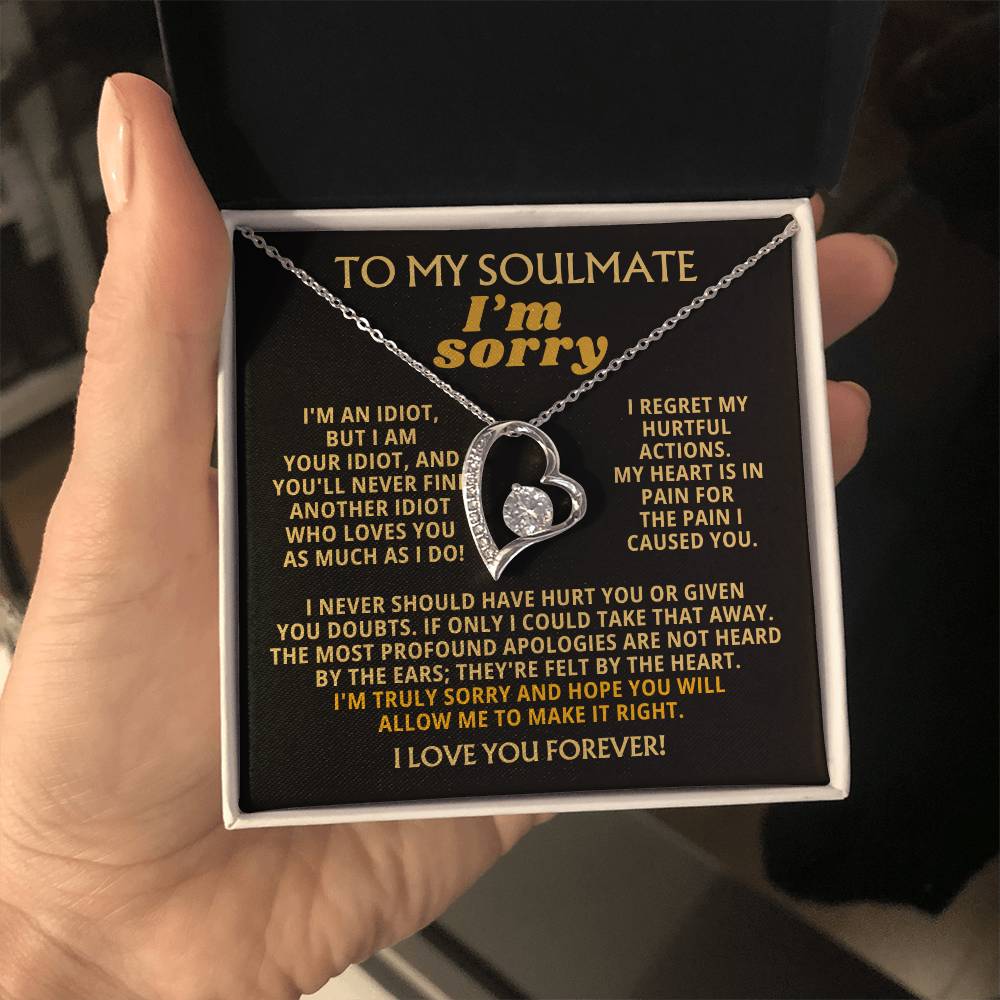 TO MY SOULMATE
I'm
sorry
I'M AN IDIOT,
BUT I AM
YOUR IDIOT, AND
YOU'LL NEVER FIN
ANOTHER IDIOT
WHO LOVES YOU
AS MUCH AS I DO!
I REGRET MY
HURTFUL
ACTIONS.
MY HEART IS IN
PAIN FOR
THE PAIN I
CAUSED YOU.
I NEVER SHOULD HAVE HURT YOU OR GIVEN
YOU DOUBTS. IF ONLY I COULD TAKE THAT AWAY.
THE MOST PROFOUND APOLOGIES ARE NOT HEARD
BY THE EARS; THEY'RE FELT BY THE HEART.
I'M TRULY SORRY AND HOPE YOU WILL
ALLOW ME TO MAKE IT RIGHT.
I LOVE YOU FOREVER!